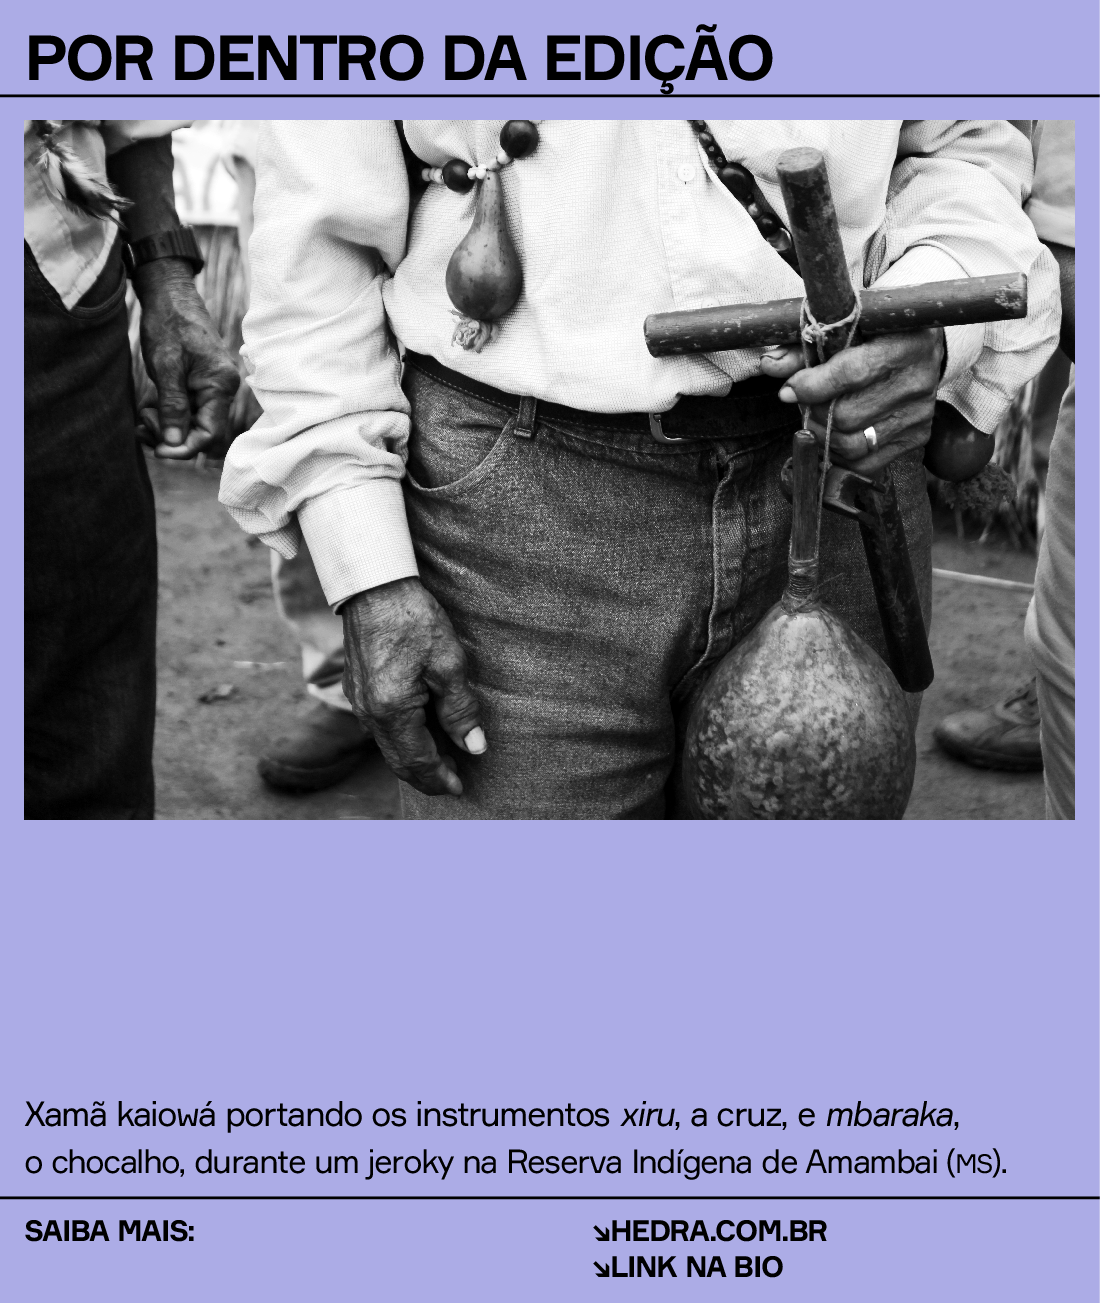 POR DENTRO DA EDIÇÃO
Xamã kaiowá portando os instrumentos xiru, a cruz, e mbaraka,
o chocalho, durante um jeroky na Reserva Indígena de Amambai (MS).
SAIBA MAIS:
↘HEDRA.COM.BR
↘LINK NA BIO